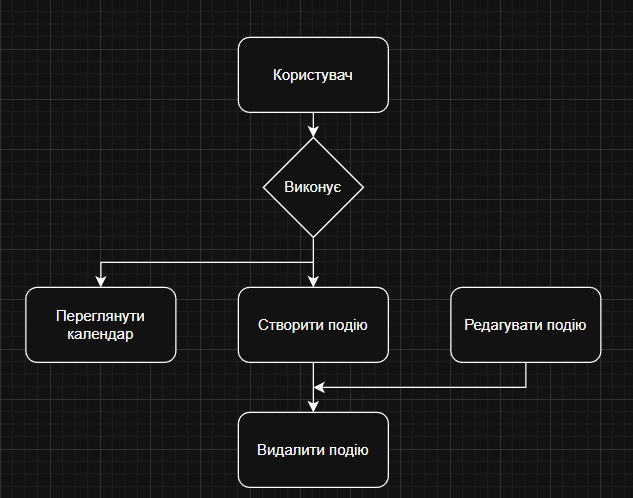 Користувач
Виконує
Переглянути
календар
Створити подію
Редагувати подію
Видалити подію